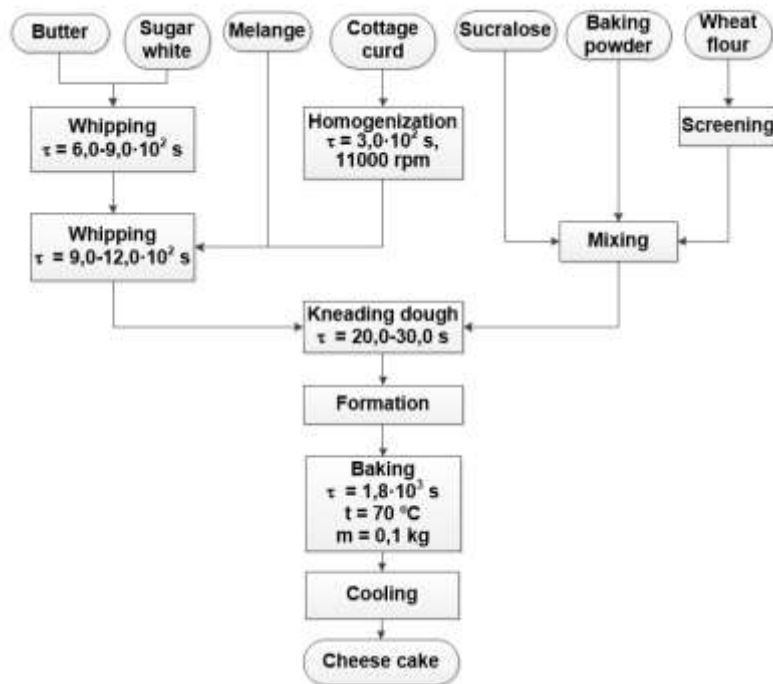 Butter
Sugar
white
Melange
Cottage
curd
Sucralose
Baking
powder
Wheat
flour
Whipping
τ = 6,0-9,0·10² s
Homogenization
τ = 3,0·10² s,
11000 rpm
Screening
Whipping
τ = 9,0-12,0·10² s
Mixing
Kneading dough
τ = 20,0-30,0 s
Formation
Baking
τ = 1,8·10³ s
t = 70 ºC
m = 0,1 kg
Cooling
Cheese cake